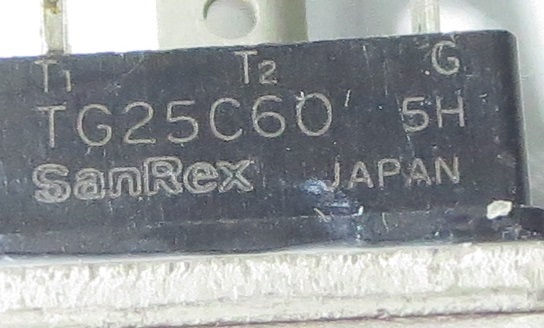 T1 T2 G
TG25C60 5H
SanRex JAPAN